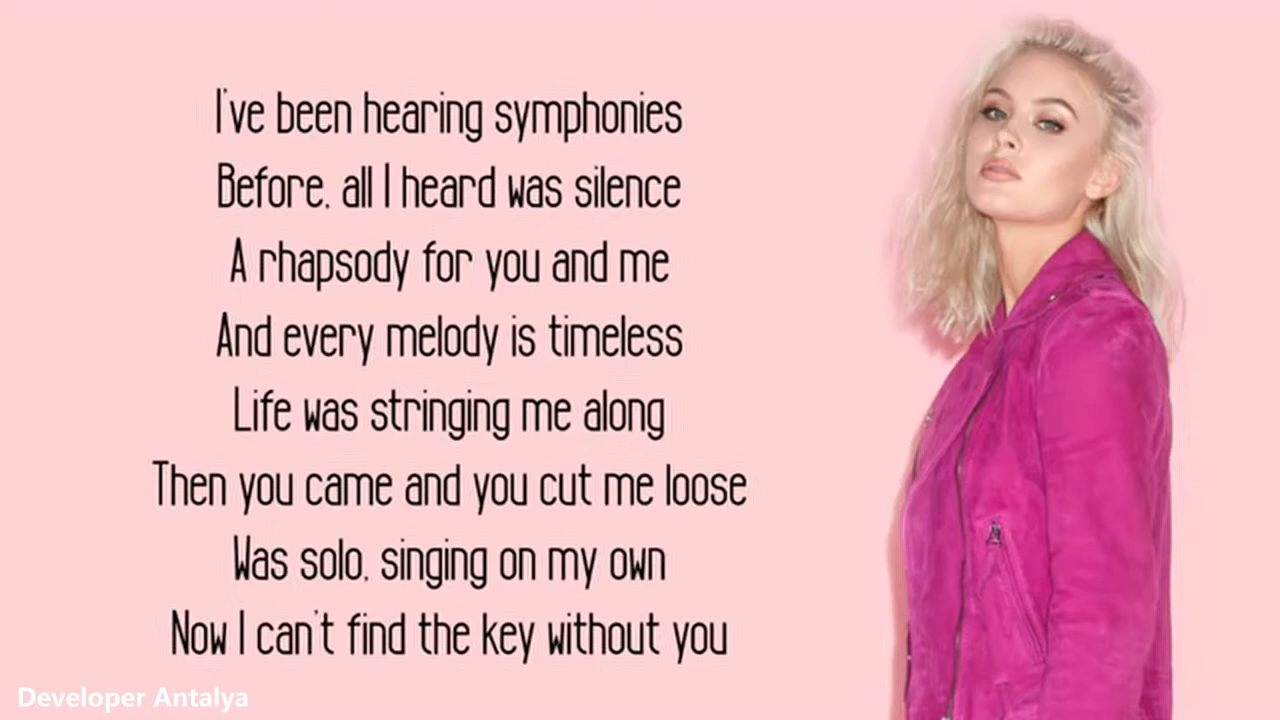 I've been hearing symphonies
Before, all I heard was silence
A rhapsody for you and me
And every melody is timeless
Life was stringing me along
Then you came and you cut me loose
Was solo, singing on my own
Now I can't find the key without you
Developer Antalya